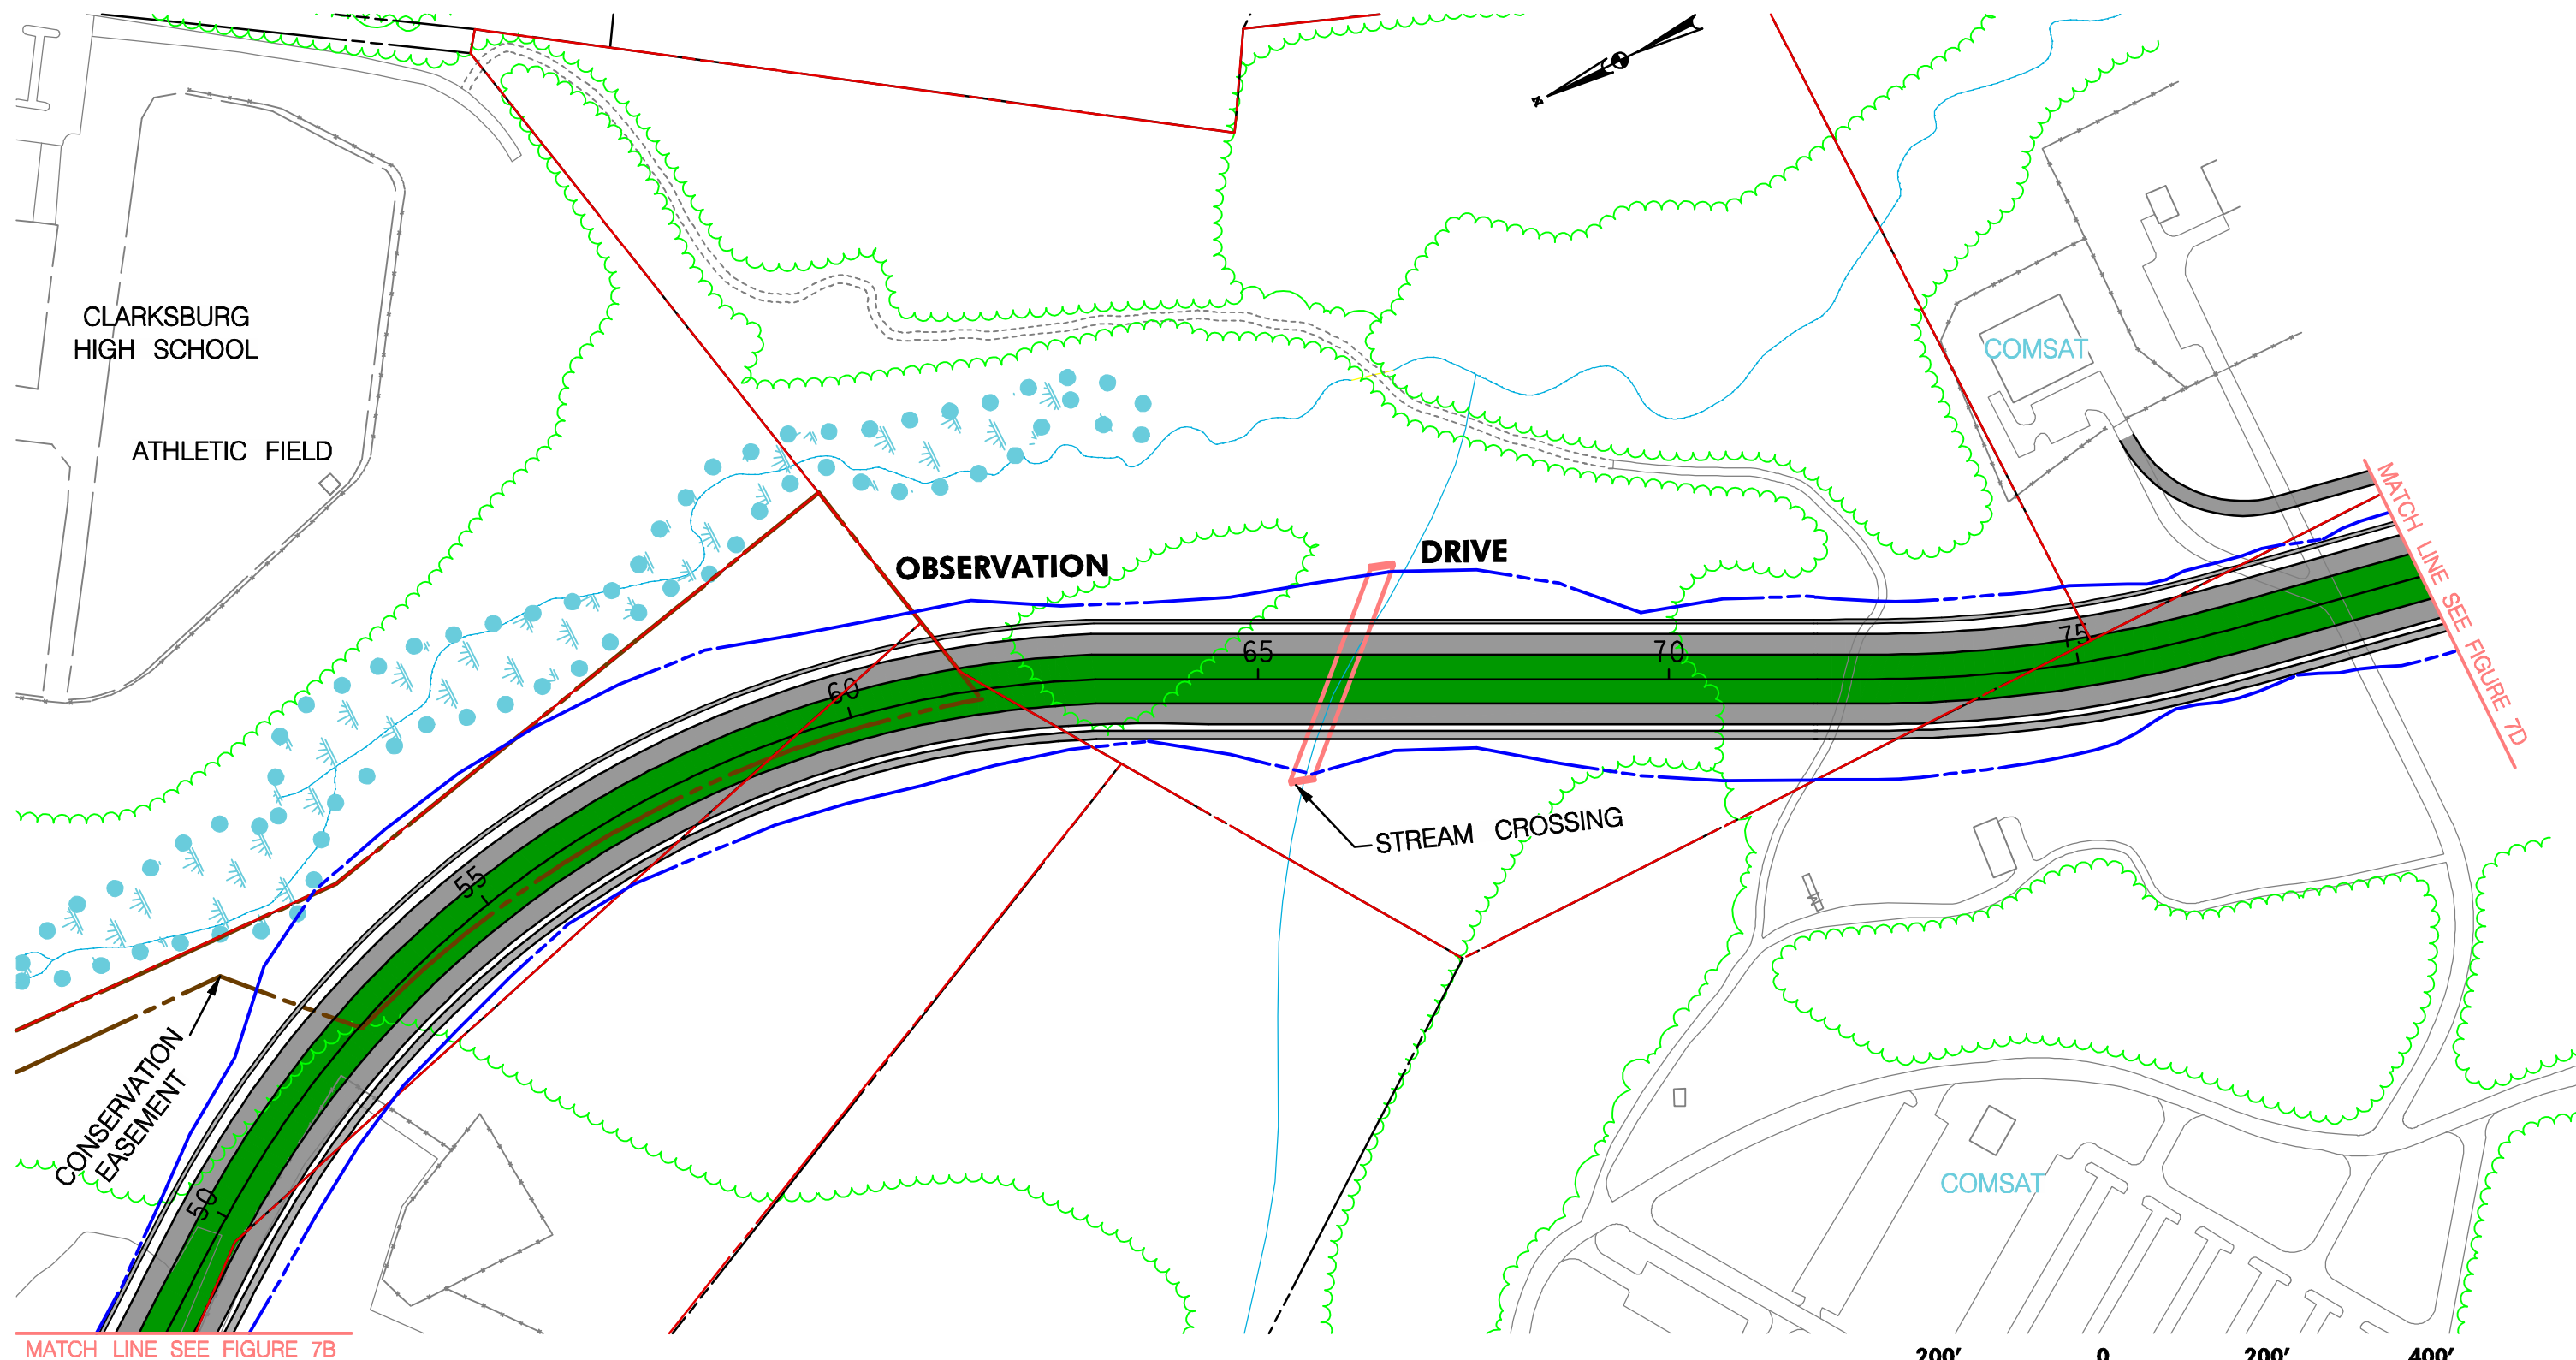 CLARKSBURG
HIGH SCHOOL
ATHLETIC FIELD
N
COMSAT
OBSERVATION DRIVE
MATCH LINE SEE FIGURE 7D
50
55
60
65
70
75
STREAM CROSSING
CONSERVATION
EASEMENT
COMSAT
MATCH LINE SEE FIGURE 7B
200' 0 200' 400'